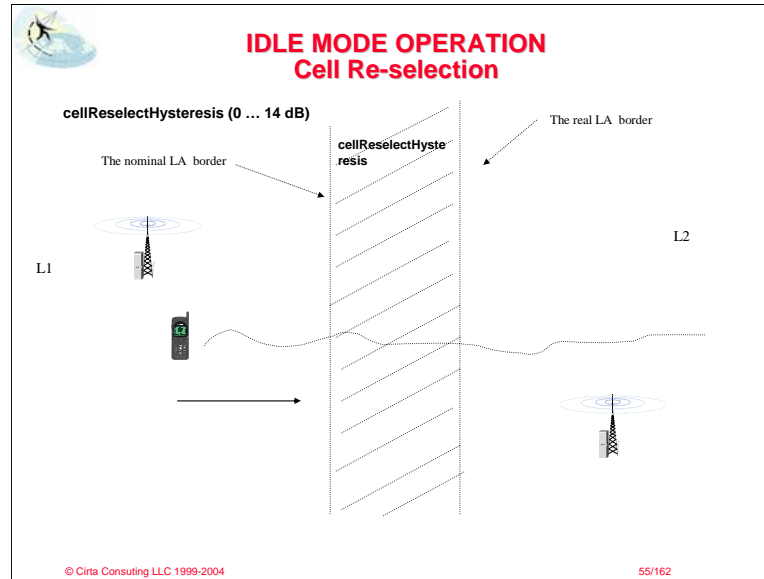 IDLE MODE OPERATION
Cell Re-selection
cellReselectHysteresis (0 … 14 dB)
The real LA border
cellReselectHyste
resis
The nominal LA border
L2
L1
© Cirta Consuting LLC 1999-2004
55/162